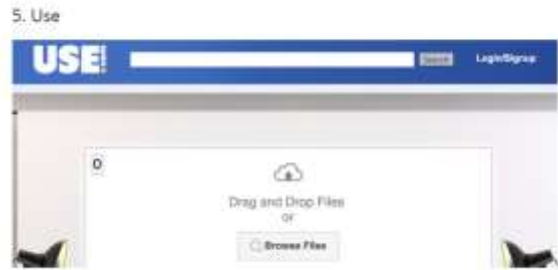 5. Use
USE
Search Login/Signup
0
Drag and Drop Files
or
Browse Files